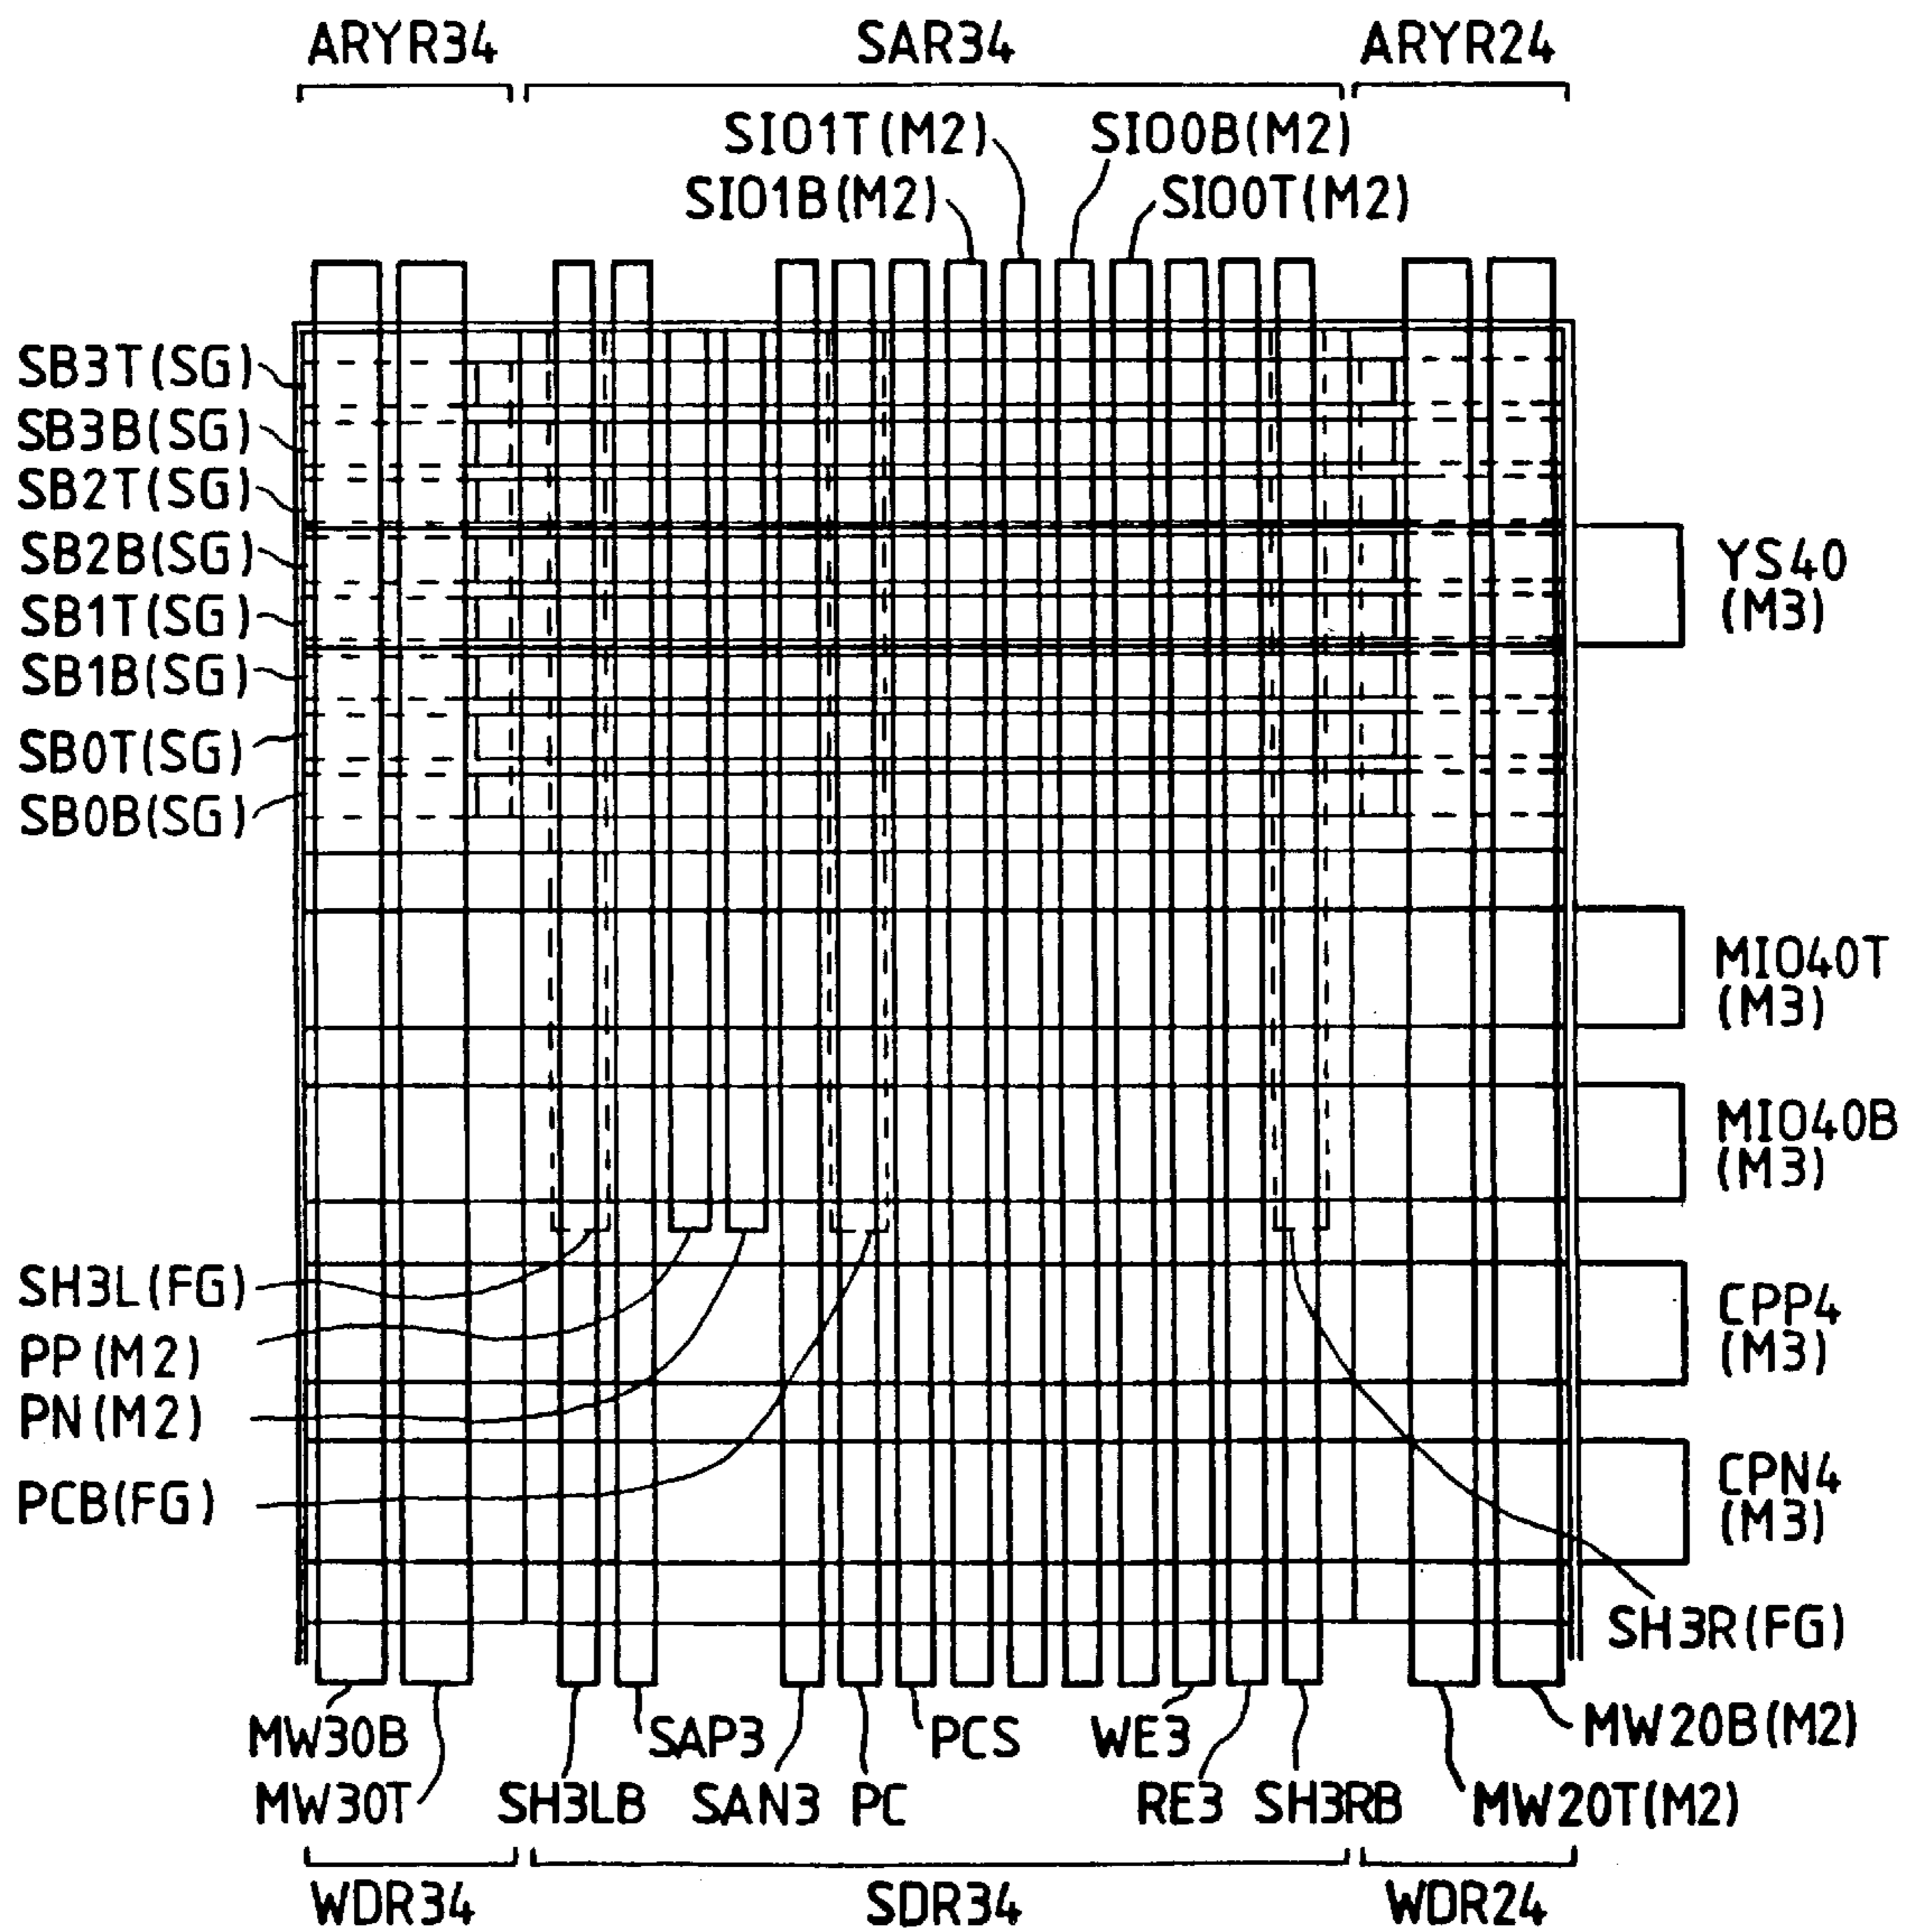 ARYR34 SAR34 ARYR24
SIO1T(M2) SIO0B(M2)
SIO1B(M2) SIO0T(M2)
SB3T(SG)
SB3B(SG)
SB2T(SG)
SB2B(SG)
SB1T(SG)
SB1B(SG)
SB0T(SG)
SB0B(SG)
YS40
(M3)
MIO40T
(M3)
MIO40B
(M3)
SH3L(FG)
PP(M2)
PN(M2)
PCB(FG)
CPP4
(M3)
CPN4
(M3)
SH3R(FG)
MW30B SAP3 PCS WE3 MW20B(M2)
MW30T SH3LB SAN3 PC RE3 SH3RB MW20T(M2)
WDR34 SDR34 WDR24